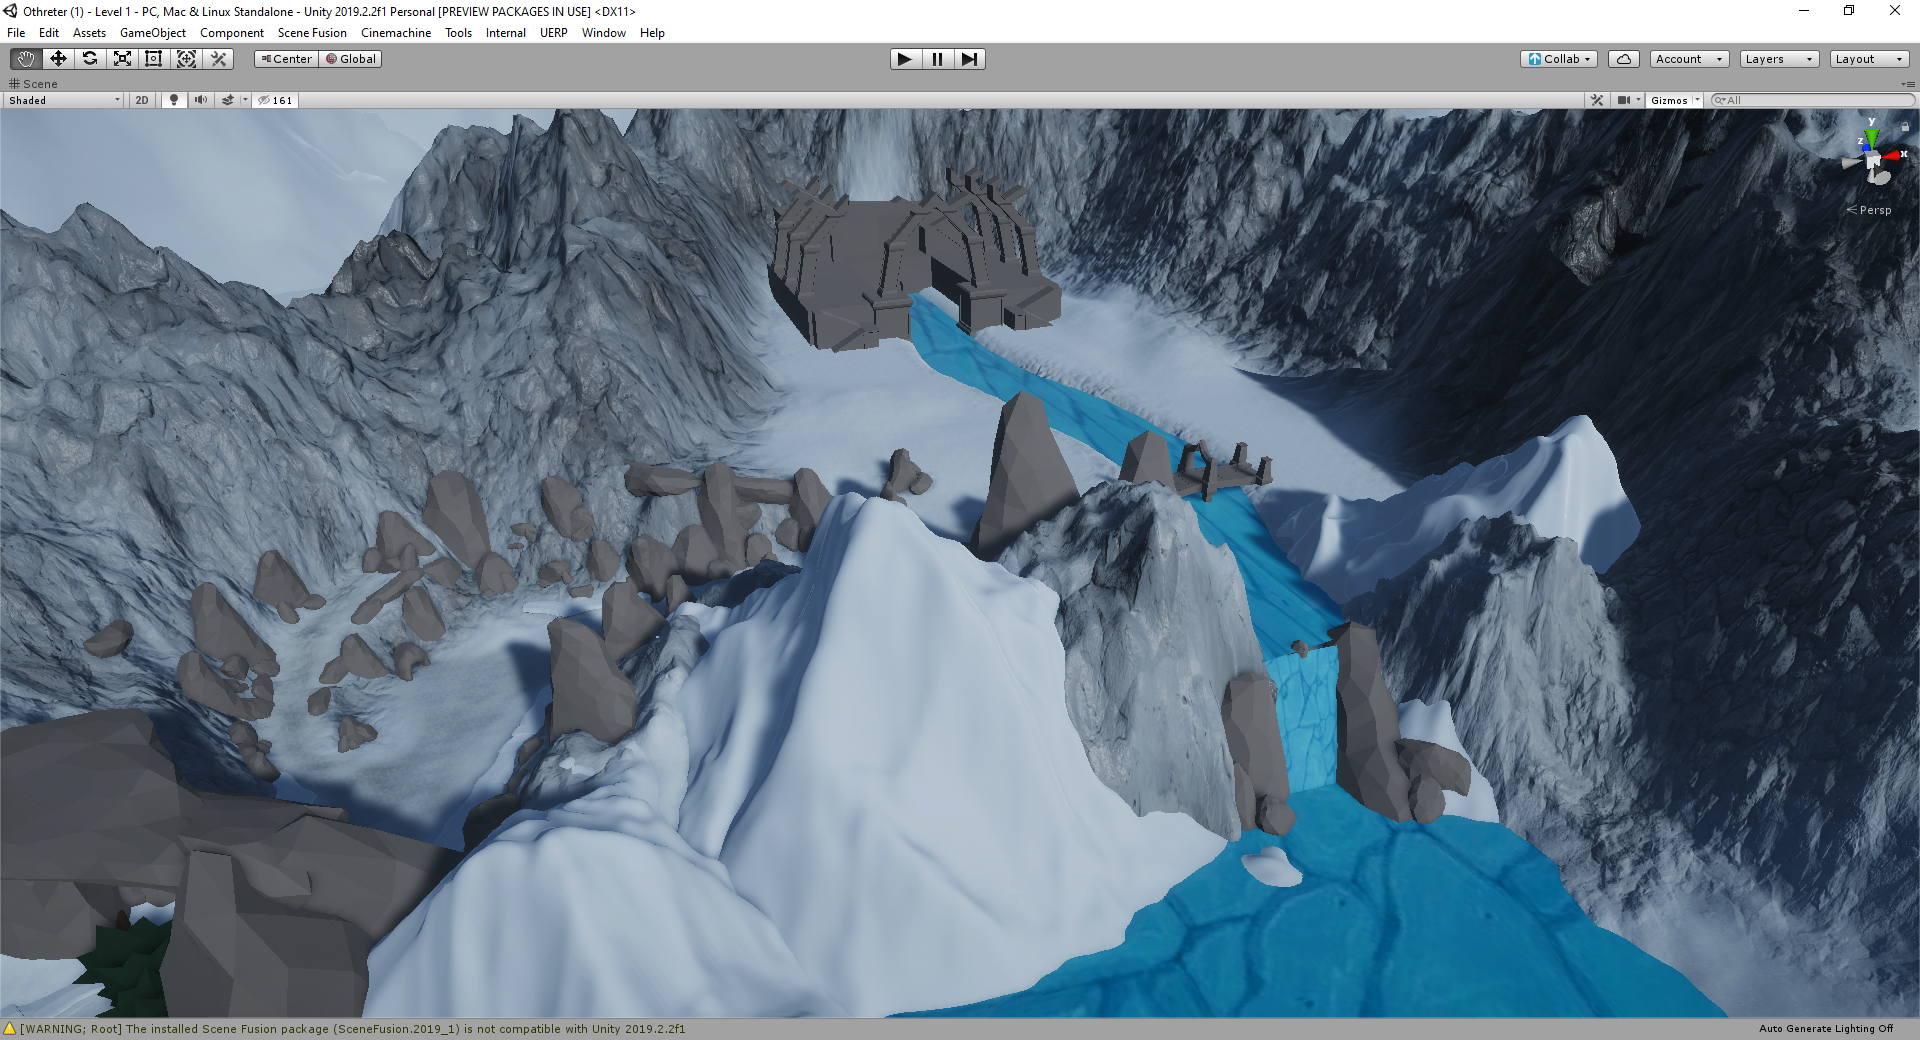 Othreter (1) - Level 1 - PC, Mac & Linux Standalone - Unity 2019.2.2f1 Personal [PREVIEW PACKAGES IN USE] <DX11>
File Edit Assets GameObject Component Scene Fusion Cinemachine Tools Internal UERP Window Help
Center Global Collab Account Layers Layout
Scene
Shaded 2D 161 Gizmos All
y
z x
Persp
[WARNING; Root] The installed Scene Fusion package (SceneFusion.2019_1) is not compatible with Unity 2019.2.2f1
Auto Generate Lighting Off